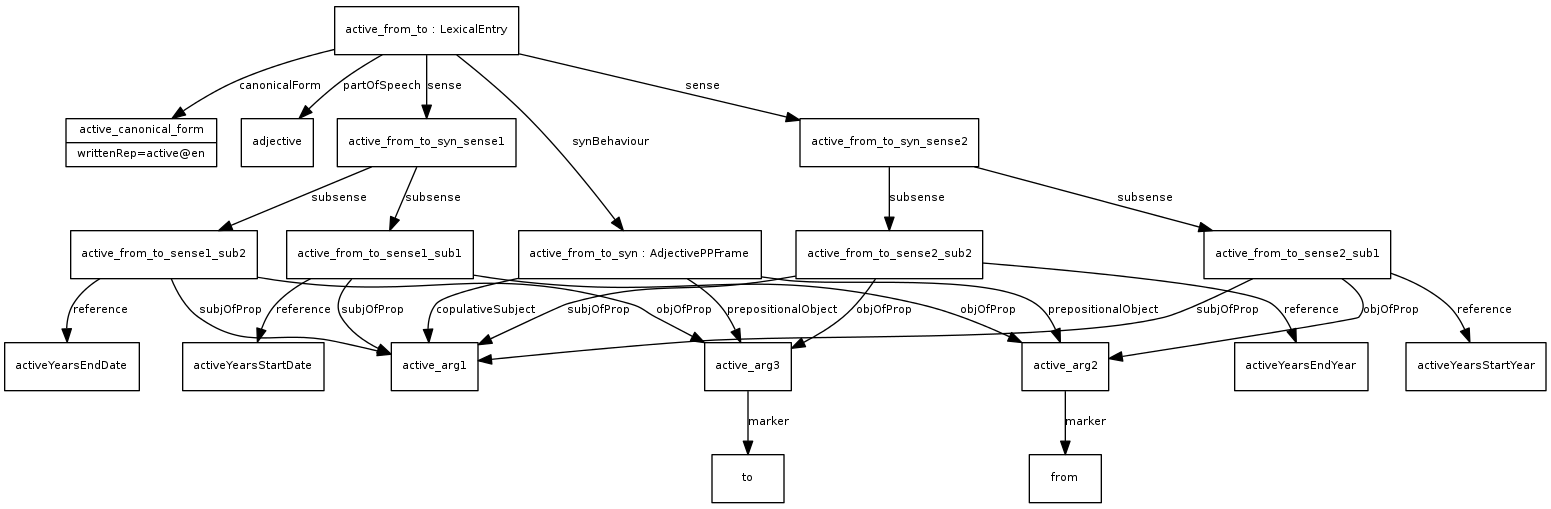 active_from_to : LexicalEntry
canonicalForm
partOfSpeech
sense
synBehaviour
sense
active_canonical_form
writtenRep=active@en
adjective
active_from_to_syn_sense1
active_from_to_syn_sense2
subsense
subsense
subsense
subsense
active_from_to_sense1_sub2
active_from_to_sense1_sub1
active_from_to_syn : AdjectivePPFrame
active_from_to_sense2_sub2
active_from_to_sense2_sub1
reference
subjOfProp
reference
subjOfProp
copulativeSubject
subjOfProp
objOfProp
prepositionalObject
objOfProp
objOfProp
prepositionalObject
subjOfProp
reference
objOfProp
reference
activeYearsEndDate
activeYearsStartDate
active_arg1
active_arg3
active_arg2
activeYearsEndYear
activeYearsStartYear
marker
marker
to
from